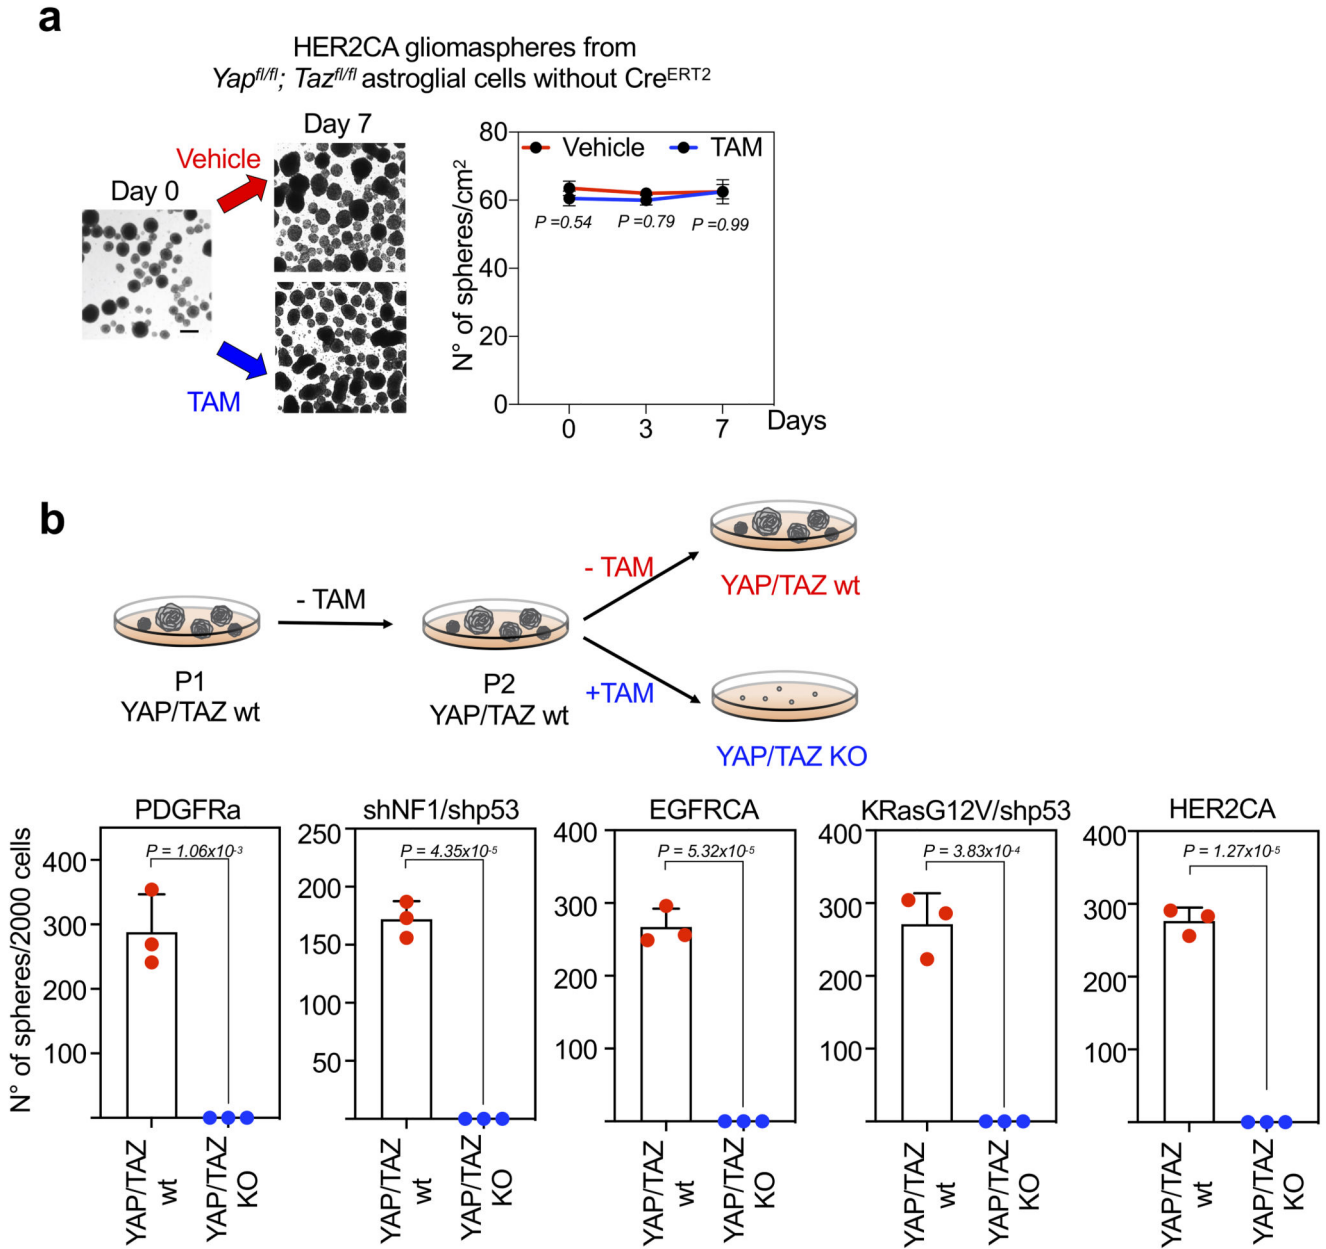 a
HER2CA gliomaspheres from
Yapfl/fl; Tazfl/fl astroglial cells without CreERT2
Day 7
Vehicle
Day 0
TAM
80
60
40
20
0
N° of spheres/cm2
Vehicle TAM
P =0.54 P =0.79 P =0.99
0 3 7 Days
b
- TAM
P1
YAP/TAZ wt
P2
YAP/TAZ wt
- TAM
YAP/TAZ wt
+TAM
YAP/TAZ KO
N° of spheres/2000 cells
PDGFRa
P = 1.06x10-3
400
300
200
100
YAP/TAZ wt
YAP/TAZ KO
shNF1/shp53
P = 4.35x10-5
250
200
150
100
50
YAP/TAZ wt
YAP/TAZ KO
EGFRCA
P = 5.32x10-5
400
300
200
100
YAP/TAZ wt
YAP/TAZ KO
KRasG12V/shp53
P = 3.83x10-4
400
300
200
100
YAP/TAZ wt
YAP/TAZ KO
HER2CA
P = 1.27x10-5
400
300
200
100
YAP/TAZ wt
YAP/TAZ KO